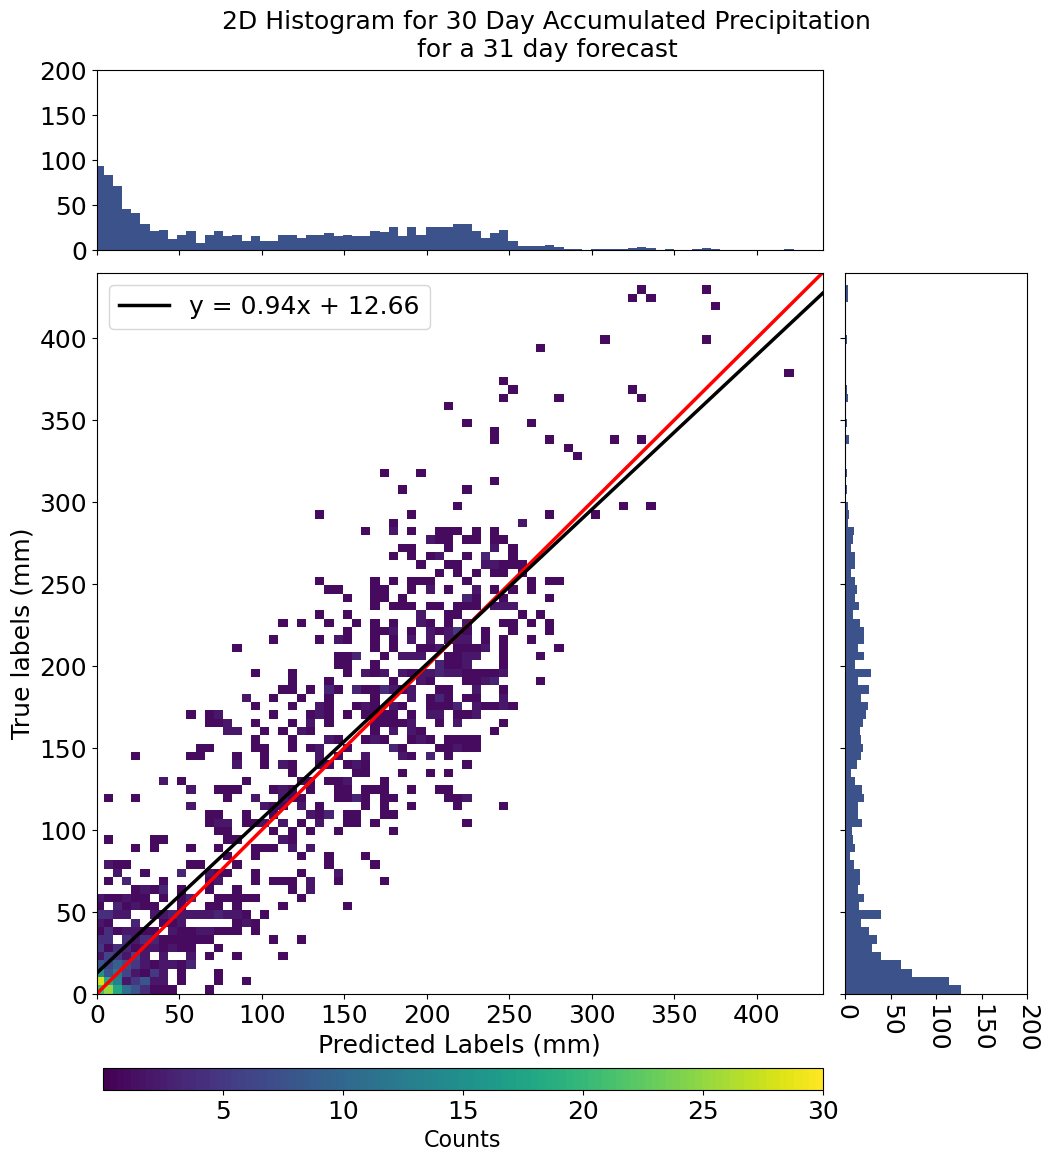 2D Histogram for 30 Day Accumulated Precipitation
for a 31 day forecast
200
150
100
50
0
y = 0.94x + 12.66
400
350
300
250
200
150
100
50
0
True labels (mm)
0 50 100 150 200 250 300 350 400
Predicted Labels (mm)
0 50 100 150 200
5 10 15 20 25 30
Counts